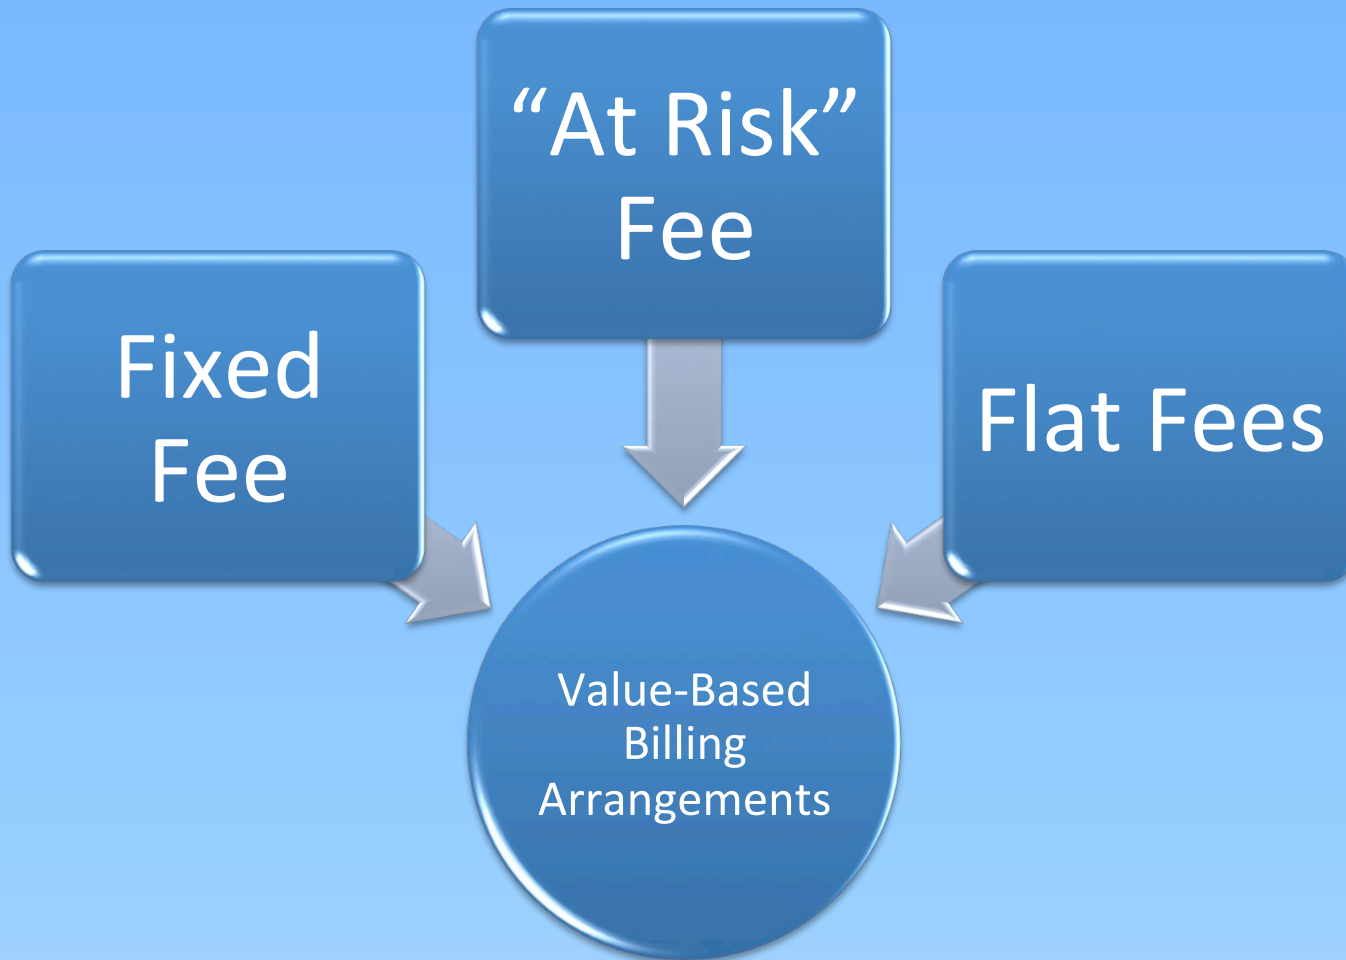 “At Risk”
Fee
Fixed
Fee
Flat Fees
Value-Based
Billing
Arrangements